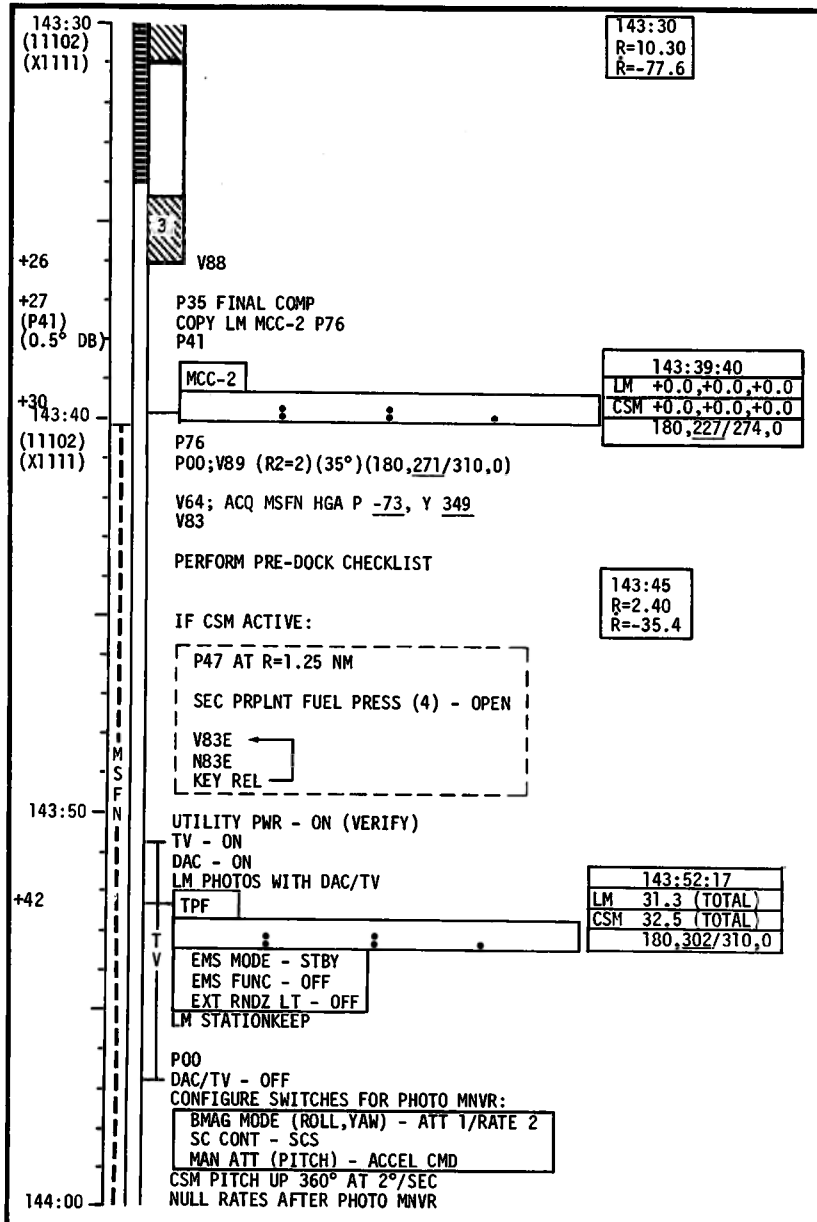 143:30
(11102)
(X1111)
143:30
R=10.30
Ṙ=-77.6
3
+26
V88
+27
(P41)
(0.5° DB)
P35 FINAL COMP
COPY LM MCC-2 P76
P41
MCC-2
143:39:40
LM +0.0,+0.0,+0.0
CSM +0.0,+0.0,+0.0
180,227/274,0
+30
143:40
(11102)
(X1111)
P76
P00;V89 (R2=2)(35°)(180,271/310,0)
V64; ACQ MSFN HGA P -73, Y 349
V83
PERFORM PRE-DOCK CHECKLIST
143:45
R=2.40
Ṙ=-35.4
IF CSM ACTIVE:
P47 AT R=1.25 NM
SEC PRPLNT FUEL PRESS (4) - OPEN
V83E
N83E
KEY REL
MSFN
143:50
UTILITY PWR - ON (VERIFY)
TV - ON
DAC - ON
LM PHOTOS WITH DAC/TV
+42
TPF
143:52:17
LM 31.3 (TOTAL)
CSM 32.5 (TOTAL)
180,302/310,0
TV
EMS MODE - STBY
EMS FUNC - OFF
EXT RNDZ LT - OFF
LM STATIONKEEP
P00
DAC/TV - OFF
CONFIGURE SWITCHES FOR PHOTO MNVR:
BMAG MODE (ROLL,YAW) - ATT 1/RATE 2
SC CONT - SCS
MAN ATT (PITCH) - ACCEL CMD
CSM PITCH UP 360° AT 2°/SEC
144:00
NULL RATES AFTER PHOTO MNVR